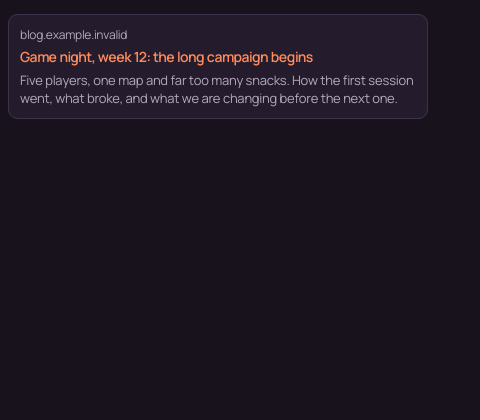 blog.example.invalid
Game night, week 12: the long campaign begins
Five players, one map and far too many snacks. How the first session
went, what broke, and what we are changing before the next one.